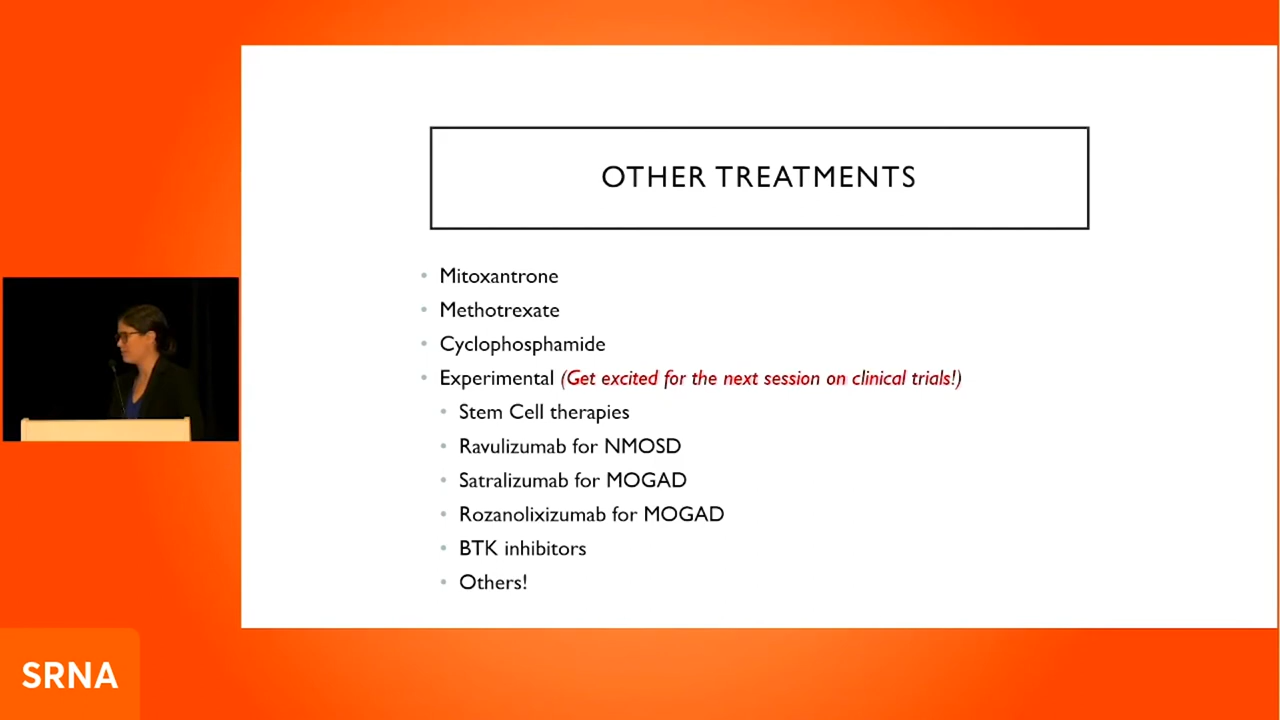 OTHER TREATMENTS
• Mitoxantrone
• Methotrexate
• Cyclophosphamide
• Experimental (Get excited for the next session on clinical trials!)
• Stem Cell therapies
• Ravulizumab for NMOSD
• Satralizumab for MOGAD
• Rozanolixizumab for MOGAD
• BTK inhibitors
• Others!
SRNA